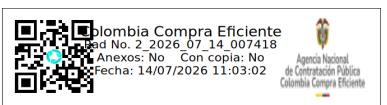 Colombia Compra Eficiente
Rad No. 2_2026_07_14_007418
Anexos: No Con copia: No
Fecha: 14/07/2026 11:03:02
Agencia Nacional
de Contratación Pública
Colombia Compra Eficiente